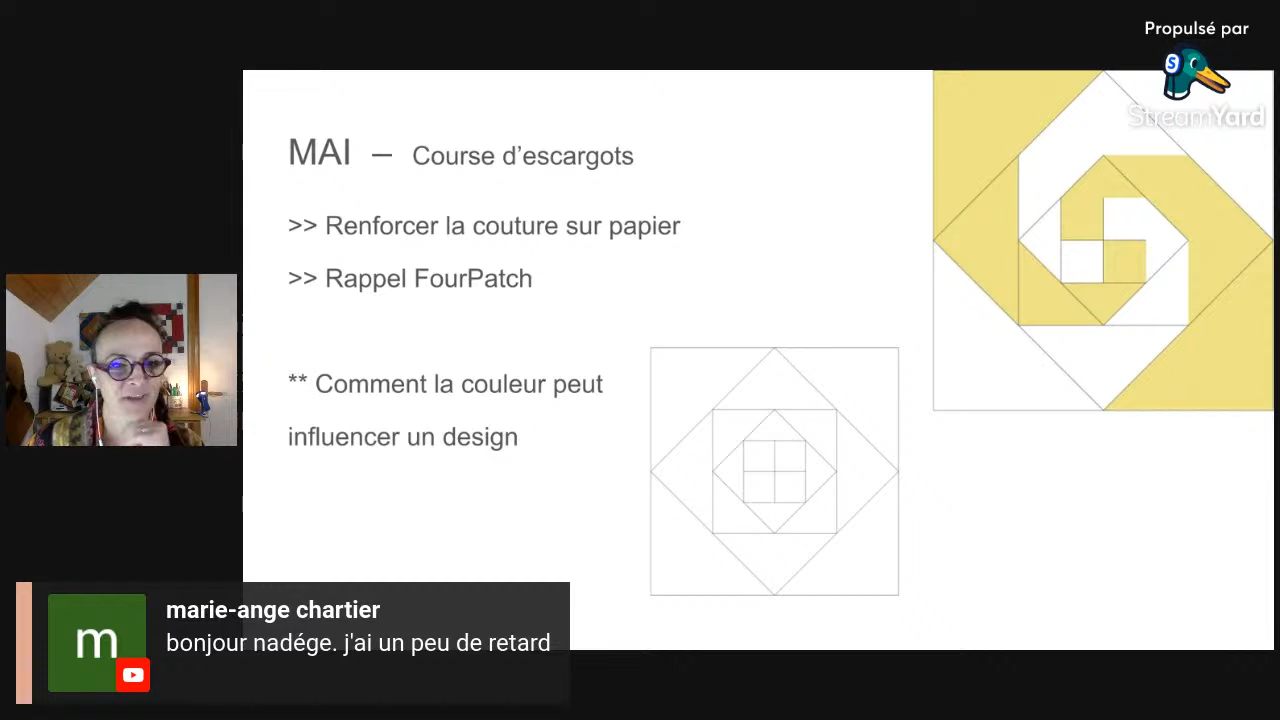 Propulsé par
StreamYard
MAI – Course d’escargots
>> Renforcer la couture sur papier
>> Rappel FourPatch
** Comment la couleur peut
influencer un design
marie-ange chartier
m
bonjour nadége. j'ai un peu de retard